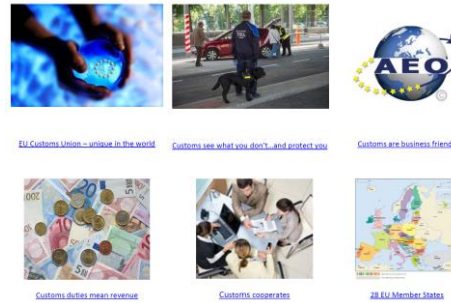 AEO
EU Customs Union – unique in the world
Customs see what you don't...and protect you
Customs are business friend
20
Customs duties mean revenue
Customs cooperates
28 EU Member States